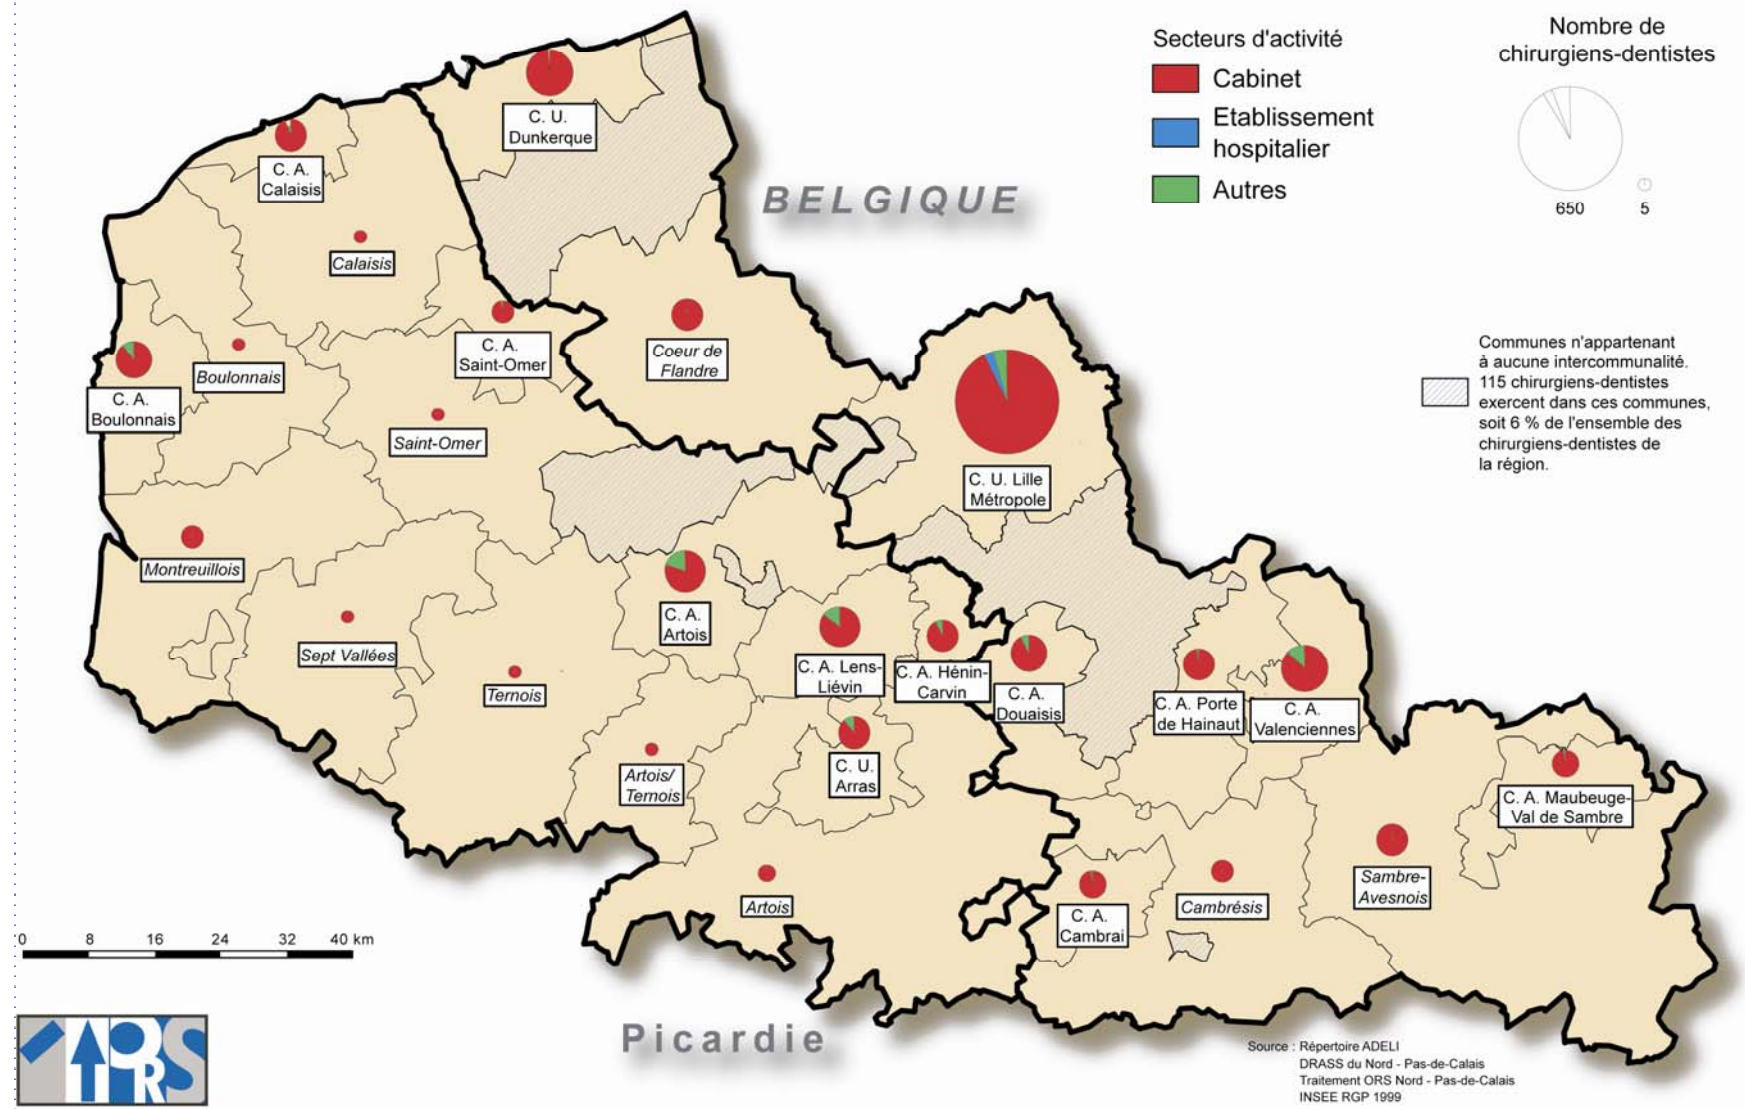 Secteurs d'activité
Cabinet
Etablissement
hospitalier
Autres
Nombre de
chirurgiens-dentistes
650
5
C. U.
Dunkerque
C. A.
Calaisis
BELGIQUE
Calaisis
C. A.
Saint-Omer
Coeur de
Flandre
Boulonnais
C. A.
Boulonnais
Saint-Omer
Communes n'appartenant
à aucune intercommunalité.
115 chirurgiens-dentistes
exercent dans ces communes,
soit 6 % de l'ensemble des
chirurgiens-dentistes de
la région.
C. U. Lille
Métropole
Montreuillois
C. A.
Artois
Sept Vallées
Ternois
C. A. Lens-
Liévin
C. A. Hénin-
Carvin
C. A.
Douaisis
C. A. Porte
de Hainaut
C. A.
Valenciennes
Artois/
Ternois
C. U.
Arras
C. A. Maubeuge-
Val de Sambre
Artois
C. A.
Cambrai
Cambrésis
Sambre-
Avesnois
0 8 16 24 32 40 km
Picardie
ORS
Source : Répertoire ADELI
DRASS du Nord - Pas-de-Calais
Traitement ORS Nord - Pas-de-Calais
INSEE RGP 1999